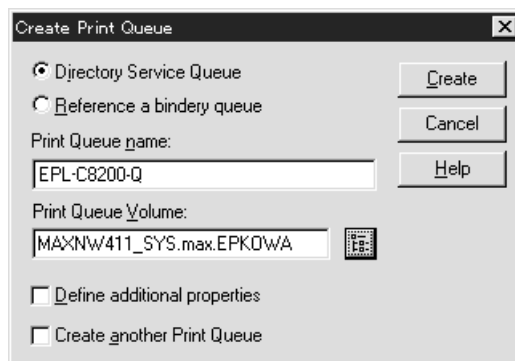 Create Print Queue
Directory Service Queue
Reference a bindery queue
Print Queue name:
EPL-C8200-Q
Print Queue Volume:
MAXNW411_SYS.max.EPKOWA
Define additional properties
Create another Print Queue
Create
Cancel
Help